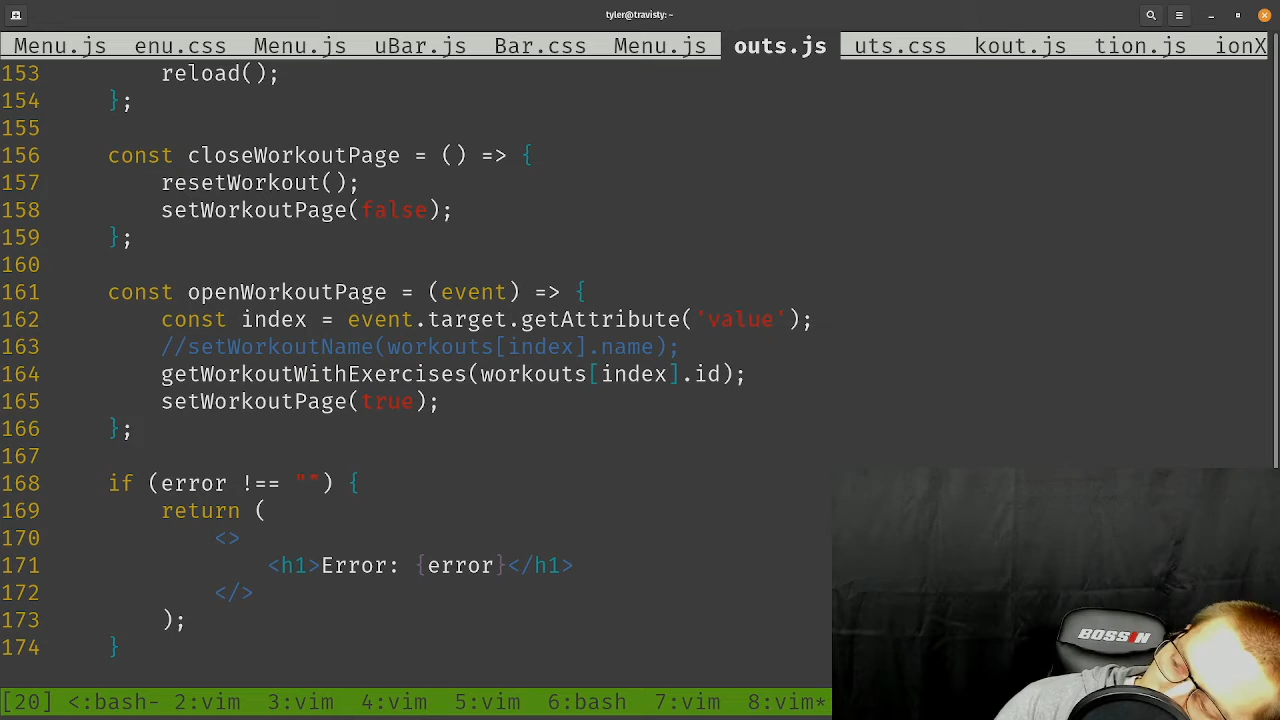 tyler@travisty: ~
Menu.js enu.css Menu.js uBar.js Bar.css Menu.js outs.js uts.css kout.js tion.js ionX
153 reload();
154 };
155
156 const closeWorkoutPage = () => {
157 resetWorkout();
158 setWorkoutPage(false);
159 };
160
161 const openWorkoutPage = (event) => {
162 const index = event.target.getAttribute('value');
163 //setWorkoutName(workouts[index].name);
164 getWorkoutWithExercises(workouts[index].id);
165 setWorkoutPage(true);
166 };
167
168 if (error !== "") {
169 return (
170 <>
171 <h1>Error: {error}</h1>
172 </>
173 );
174 }
[20] <:bash- 2:vim 3:vim 4:vim 5:vim 6:bash 7:vim 8:vim*
BOSSIN